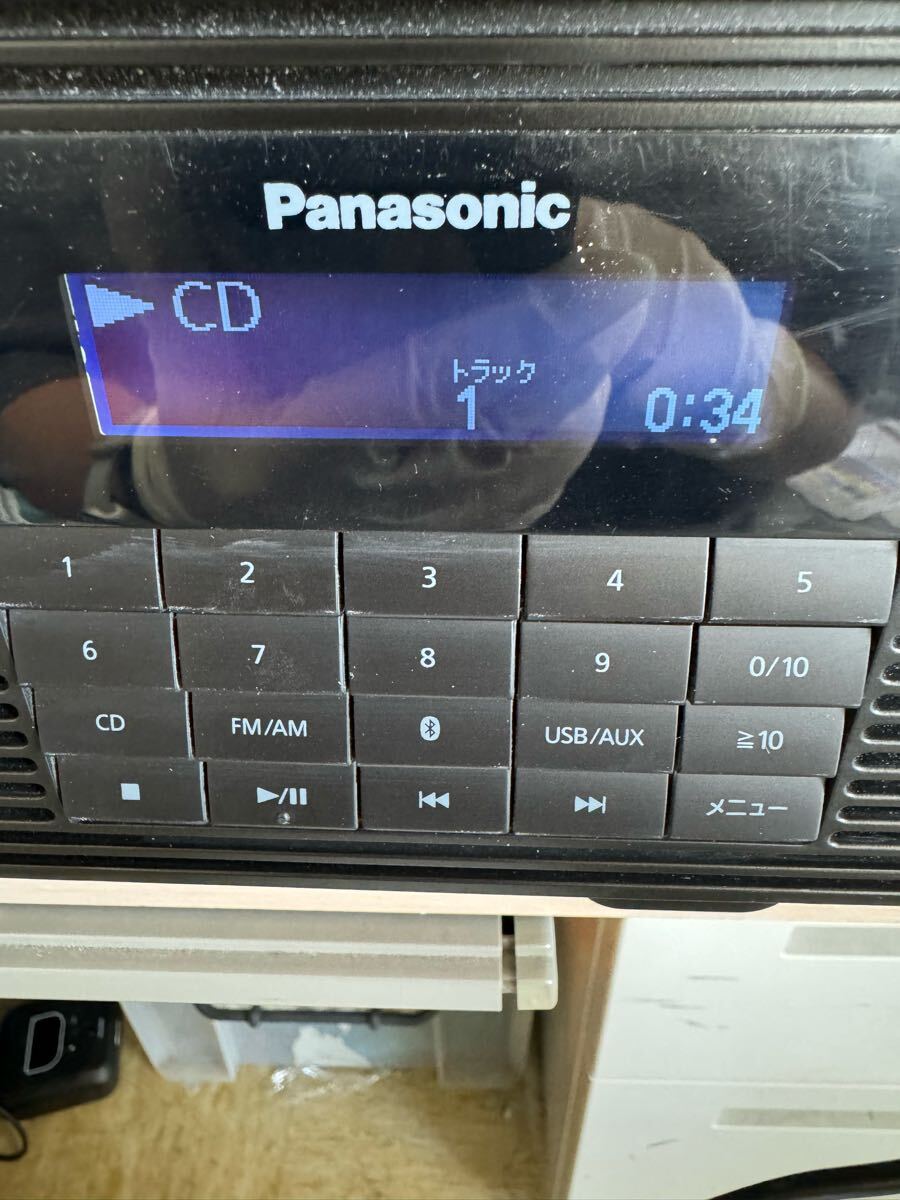 Panasonic
▶ CD
トラック
1 0:34
1 2 3 4 5
6 7 8 9 0/10
CD FM/AM USB/AUX ≧10
■ ▶/⏸ ⏮ ⏭ メニュー